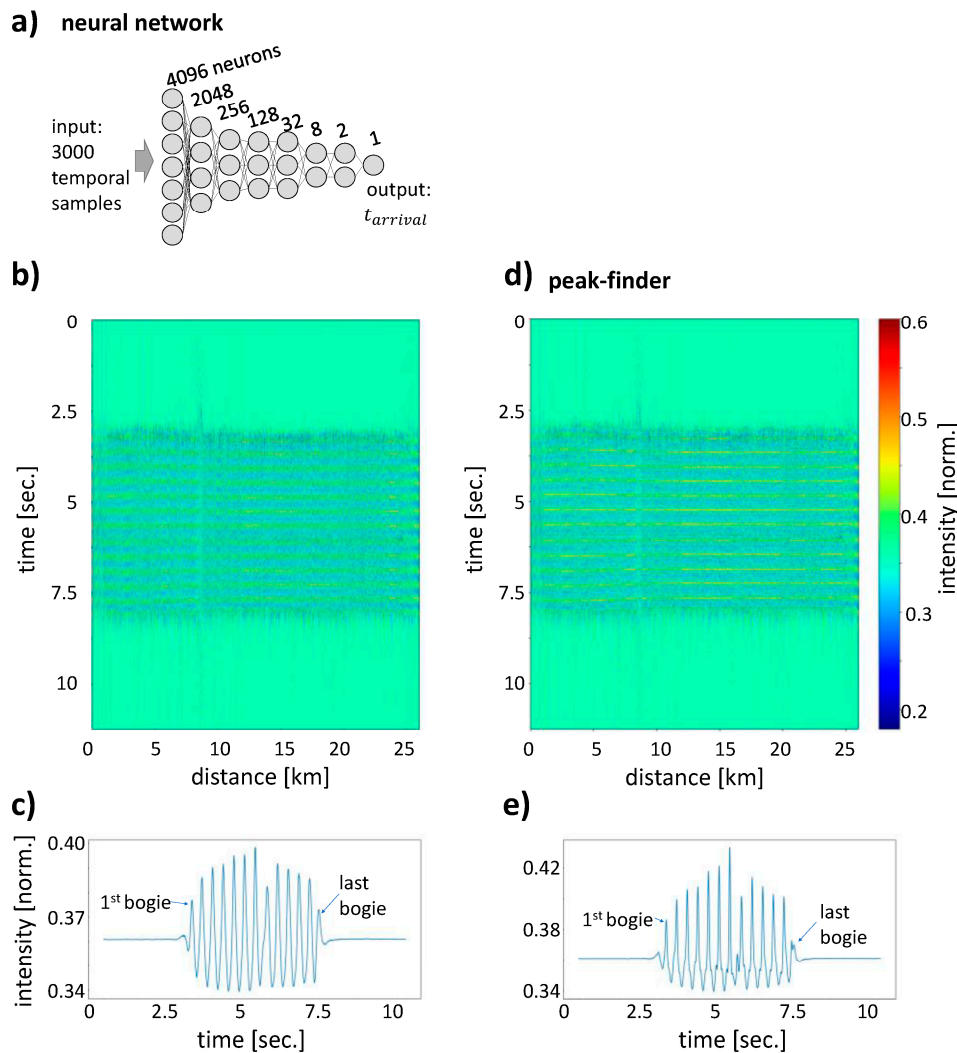 a) neural network
4096 neurons
2048
256
128
32
8
2
1
input:
3000
temporal
samples
output:
t_arrival
b)
0
2.5
5
7.5
10
time [sec.]
0 5 10 15 20 25
distance [km]
d) peak-finder
0
2.5
5
7.5
10
time [sec.]
0 5 10 15 20 25
distance [km]
0.6
0.5
0.4
0.3
0.2
intensity [norm.]
c)
0.40
0.37
0.34
intensity [norm.]
1st bogie
last
bogie
0 2.5 5 7.5 10
time [sec.]
e)
0.42
0.38
0.34
1st bogie
last
bogie
0 2.5 5 7.5 10
time [sec.]